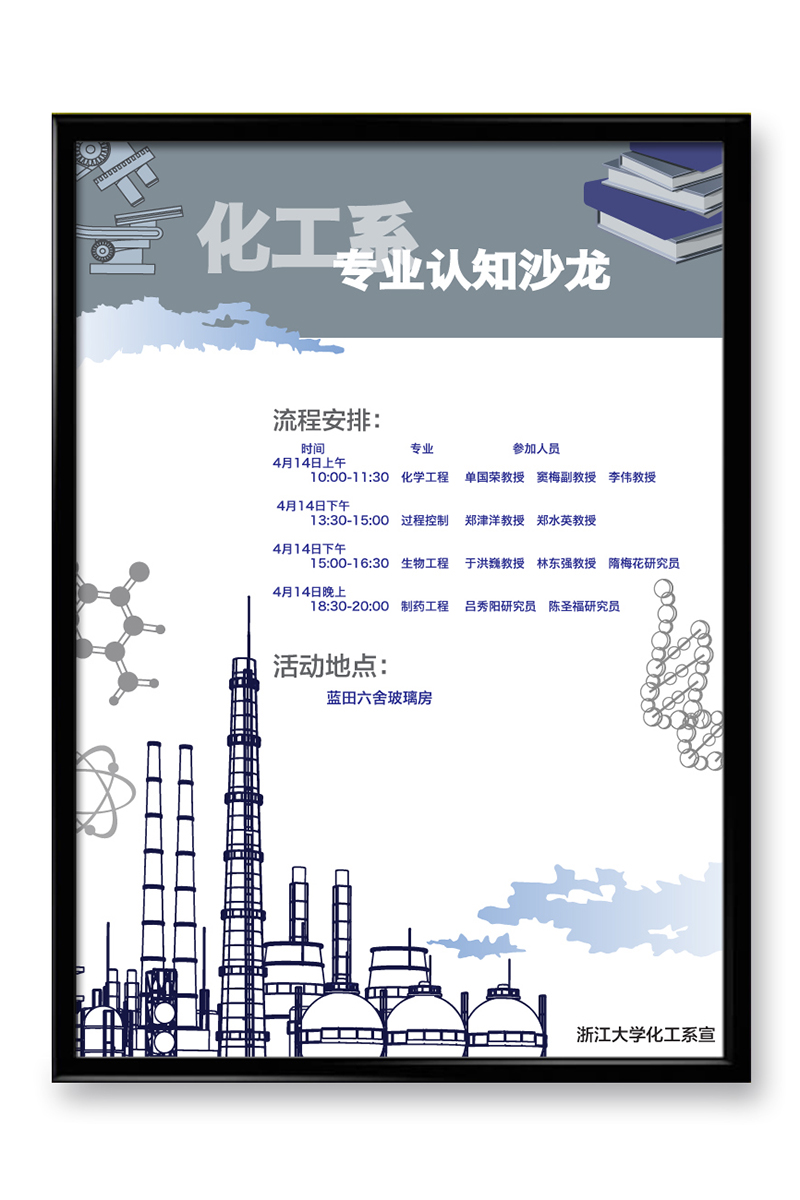 化工系
专业认知沙龙
流程安排：
时间 专业 参加人员
4月14日上午
10:00-11:30 化学工程 单国荣教授 窦梅副教授 李伟教授
4月14日下午
13:30-15:00 过程控制 郑津洋教授 郑水英教授
4月14日下午
15:00-16:30 生物工程 于洪巍教授 林东强教授 隋梅花研究员
4月14日晚上
18:30-20:00 制药工程 吕秀阳研究员 陈圣福研究员
活动地点：
蓝田六舍玻璃房
浙江大学化工系宣